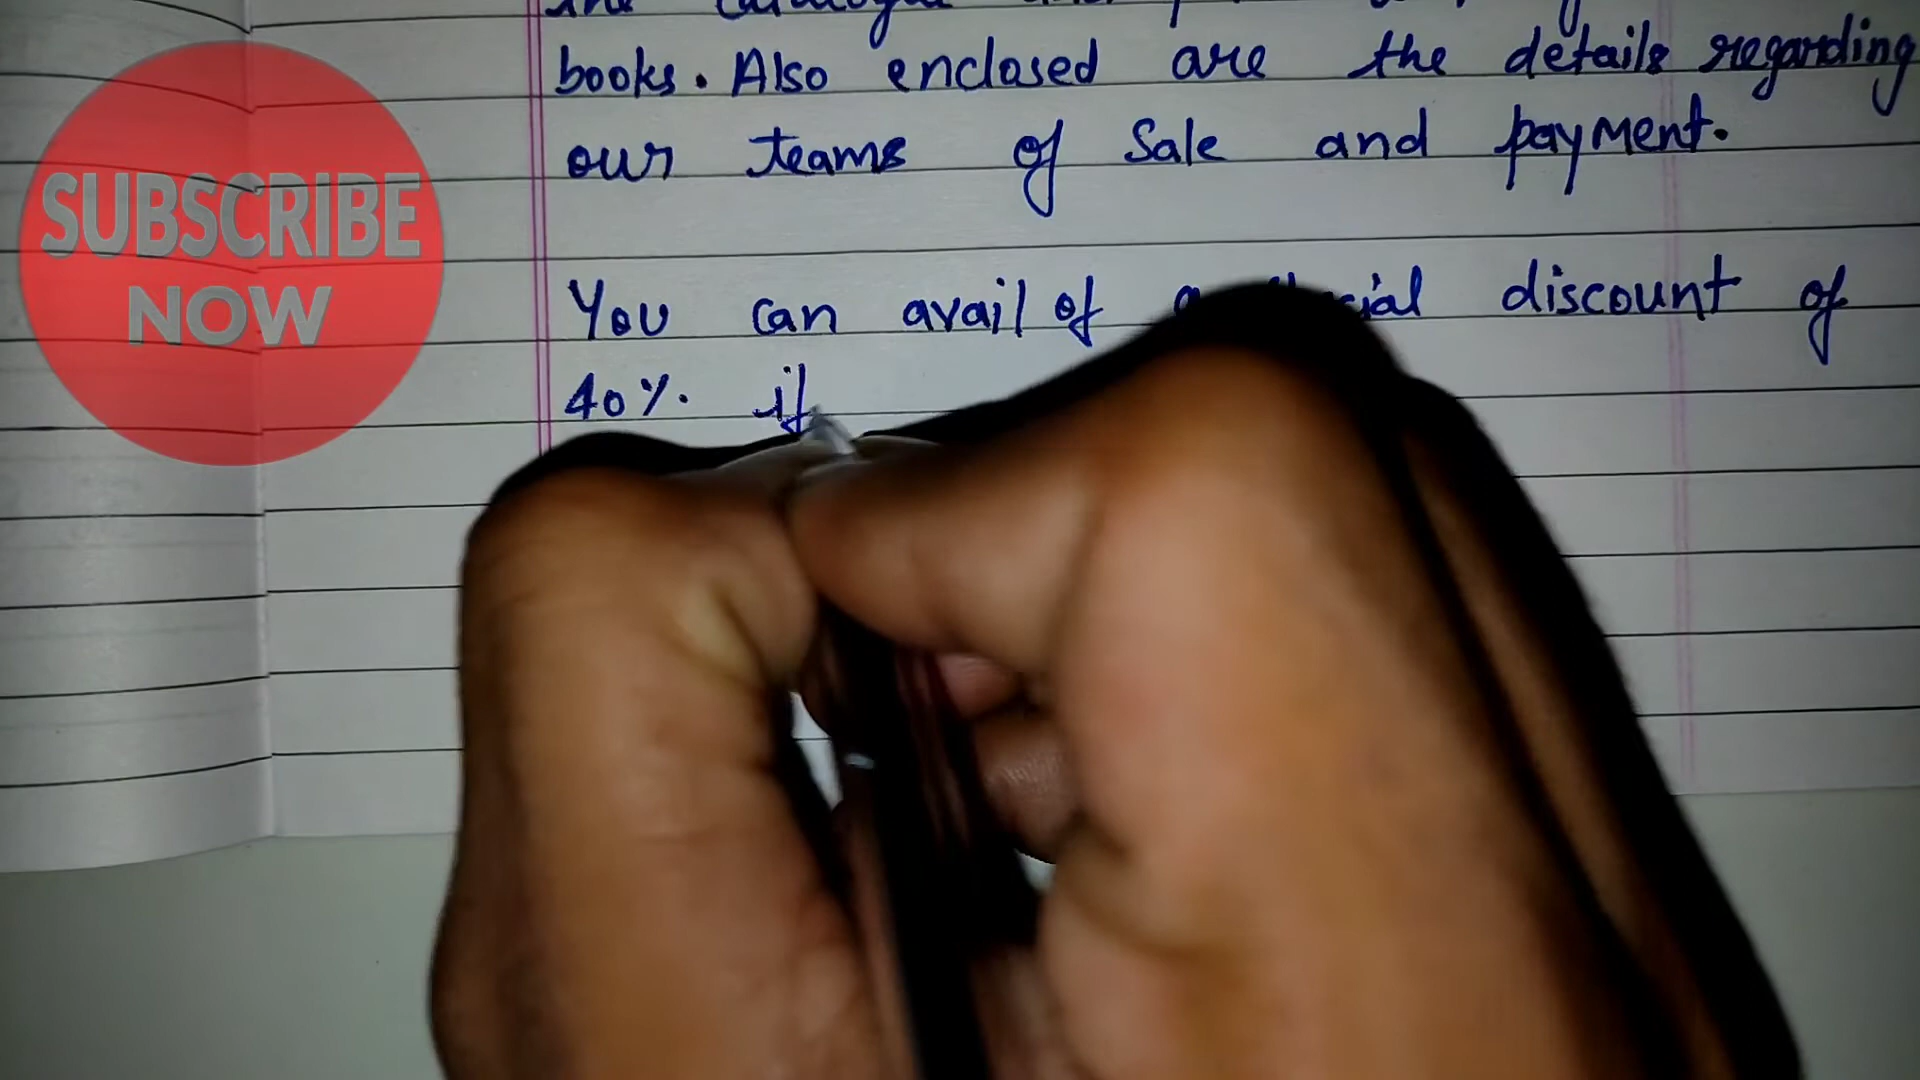 SUBSCRIBE
NOW
books. Also enclosed are the details regarding
our teams of Sale and payment.
You can avail of discount of
40%. if